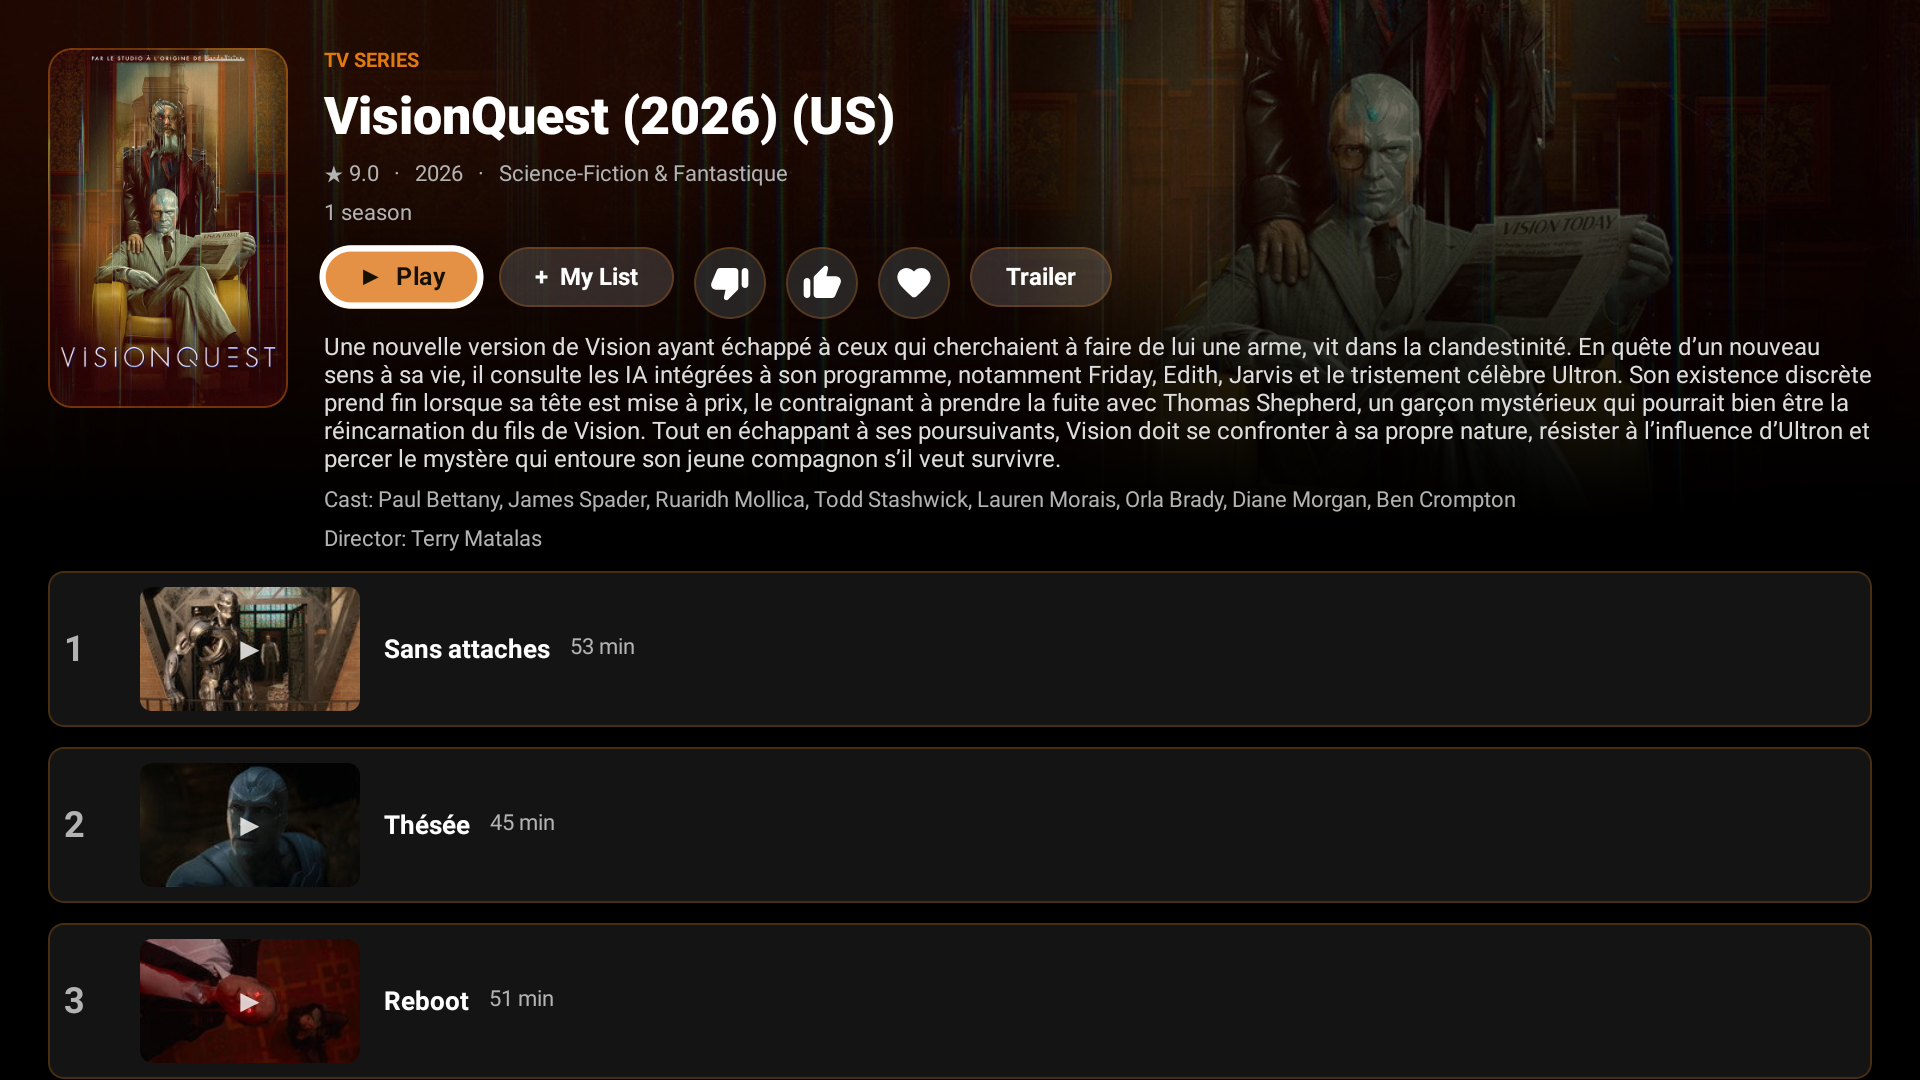 PAR LE STUDIO À L'ORIGINE DE WandaVision
VISIONQUEST
TV SERIES
VisionQuest (2026) (US)
★ 9.0 · 2026 · Science-Fiction & Fantastique
1 season
▶ Play
+ My List
Trailer
VISION TODAY
Une nouvelle version de Vision ayant échappé à ceux qui cherchaient à faire de lui une arme, vit dans la clandestinité. En quête d’un nouveau
sens à sa vie, il consulte les IA intégrées à son programme, notamment Friday, Edith, Jarvis et le tristement célèbre Ultron. Son existence discrète
prend fin lorsque sa tête est mise à prix, le contraignant à prendre la fuite avec Thomas Shepherd, un garçon mystérieux qui pourrait bien être la
réincarnation du fils de Vision. Tout en échappant à ses poursuivants, Vision doit se confronter à sa propre nature, résister à l’influence d’Ultron et
percer le mystère qui entoure son jeune compagnon s’il veut survivre.
Cast: Paul Bettany, James Spader, Ruaridh Mollica, Todd Stashwick, Lauren Morais, Orla Brady, Diane Morgan, Ben Crompton
Director: Terry Matalas
1 Sans attaches 53 min
2 Thésée 45 min
3 Reboot 51 min